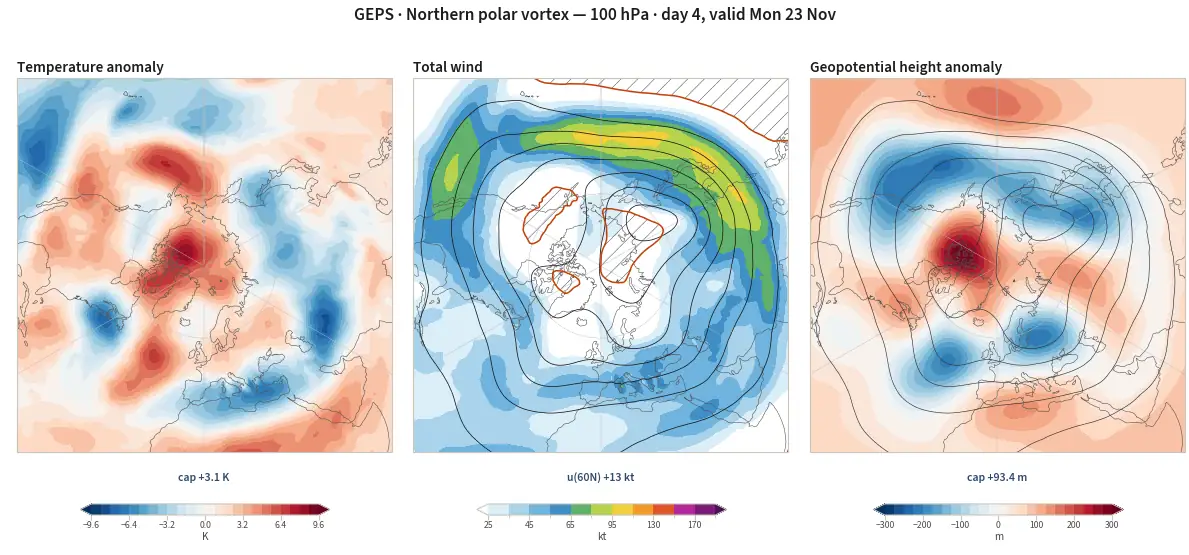 GEPS · Northern polar vortex — 100 hPa · day 4, valid Mon 23 Nov
Temperature anomaly
Total wind
Geopotential height anomaly
cap +3.1 K
u(60N) +13 kt
cap +93.4 m
−9.6 −6.4 −3.2 0.0 3.2 6.4 9.6
K
25 45 65 95 130 170
kt
−300 −200 −100 0 100 200 300
m